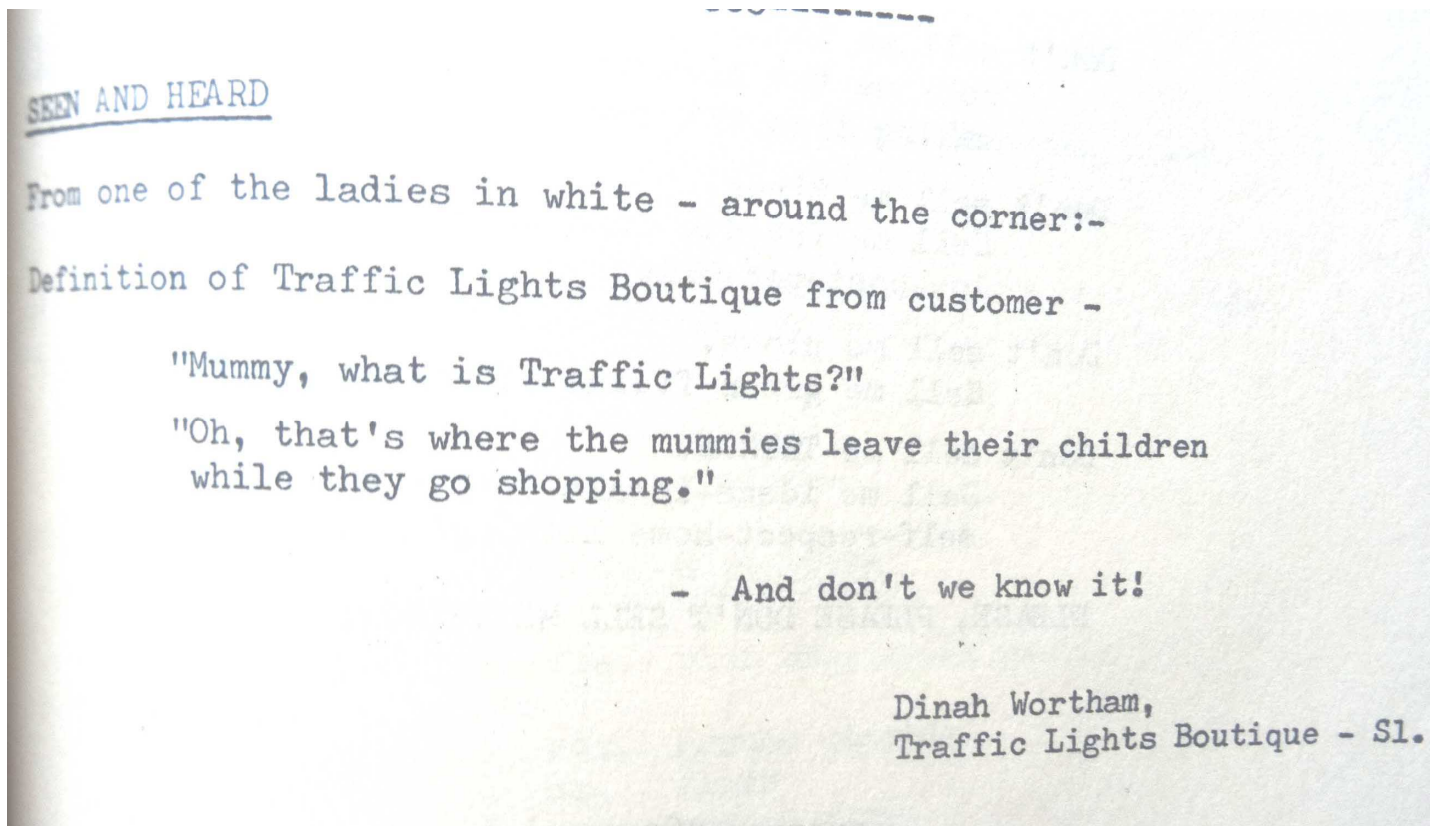 SEEN AND HEARD
From one of the ladies in white - around the corner:-
Definition of Traffic Lights Boutique from customer -
"Mummy, what is Traffic Lights?"
"Oh, that's where the mummies leave their children
while they go shopping."
- And don't we know it!
Dinah Wortham,
Traffic Lights Boutique - Sl.